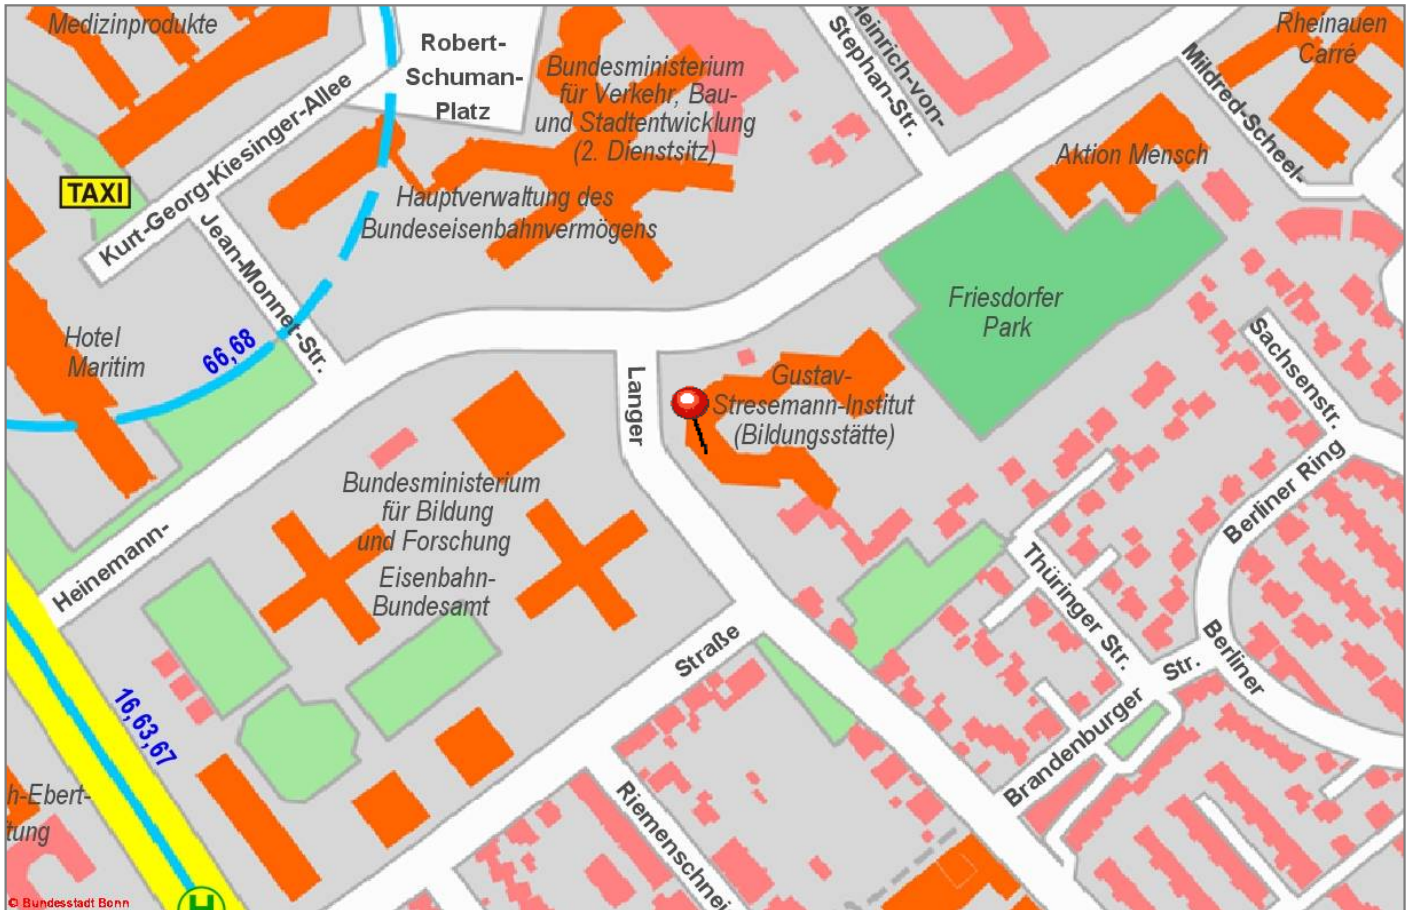 Medizinprodukte
Robert-
Schuman-
Platz
Bundesministerium
für Verkehr, Bau-
und Stadtentwicklung
(2. Dienstsitz)
Heinrich-von-
Stephan-Str.
Rheinauen
Carré
Mildred-Scheel-
Aktion Mensch
TAXI
Kurt-Georg-Kiesinger-Allee
Hauptverwaltung des
Bundeseisenbahnvermögens
Jean-Monnet-Str.
Friesdorfer
Park
Hotel
Maritim
66,68
Sachsenstr.
Langer
Gustav-
Stresemann-Institut
(Bildungsstätte)
Berliner Ring
Bundesministerium
für Bildung
und Forschung
Eisenbahn-
Bundesamt
Heinemann-
Thüringer Str.
Straße
Berliner
Brandenburger Str.
16,63,67
h-Ebert-
tung
Riemenschnei
H
© Bundesstadt Bonn